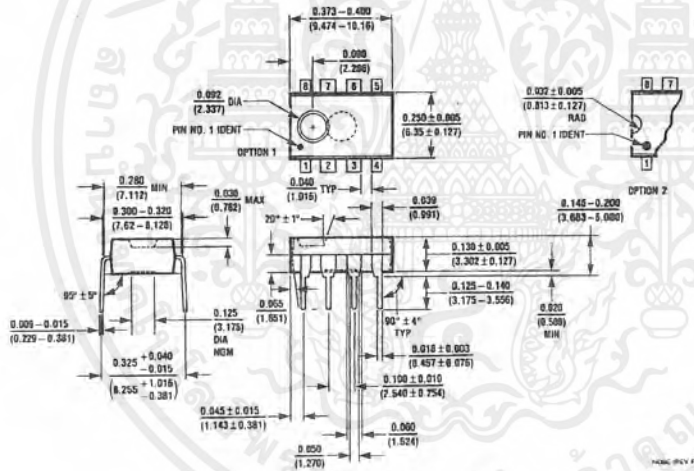 0.373 – 0.400
(9.474 – 10.16)
0.090
(2.286)
8 7 6 5
0.092 DIA
(2.337)
PIN NO. 1 IDENT
OPTION 1
1 2 3 4
0.250 ± 0.005
(6.35 ± 0.127)
8 7
0.032 ± 0.005
(0.813 ± 0.127)
RAD
PIN NO. 1 IDENT
1
OPTION 2
0.280 MIN
(7.112)
0.030 MAX
(0.762)
0.300 – 0.320
(7.62 – 8.128)
0.040 TYP
(1.016)
0.039
(0.991)
20° ± 1°
0.145 – 0.200
(3.683 – 5.080)
0.130 ± 0.005
(3.302 ± 0.127)
0.125 – 0.140
(3.175 – 3.556)
0.020
(0.508)
MIN
95° ± 5°
0.065
(1.651)
90° ± 4°
TYP
0.009 – 0.015
(0.229 – 0.381)
0.125
(3.175)
DIA
NOM
0.325 +0.040 –0.015
(8.255 +1.016 –0.381)
0.018 ± 0.003
(0.457 ± 0.076)
0.100 ± 0.010
(2.540 ± 0.254)
0.045 ± 0.015
(1.143 ± 0.381)
0.060
(1.524)
0.050
(1.270)